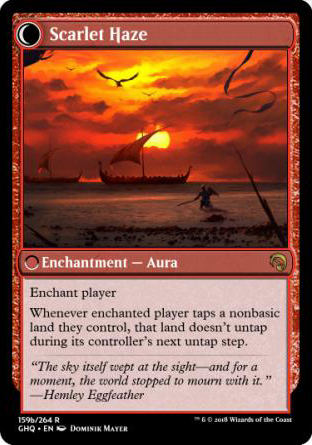 Scarlet Haze
Enchantment — Aura
Enchant player
Whenever enchanted player taps a nonbasic
land they control, that land doesn't untap
during its controller's next untap step.
"The sky itself wept at the sight—and for a
moment, the world stopped to mourn with it."
—Hemley Eggfeather
159b/264 R
GHQ • EN DOMINIK MAYER
™ & © 2018 Wizards of the Coast